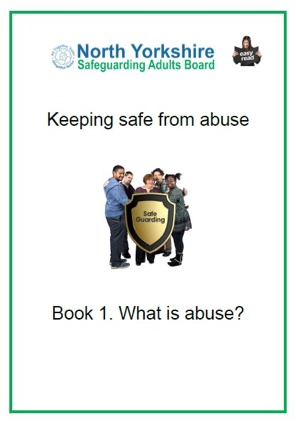 North Yorkshire
Safeguarding Adults Board
easy
read
Keeping safe from abuse
Safe
Guarding
Book 1. What is abuse?